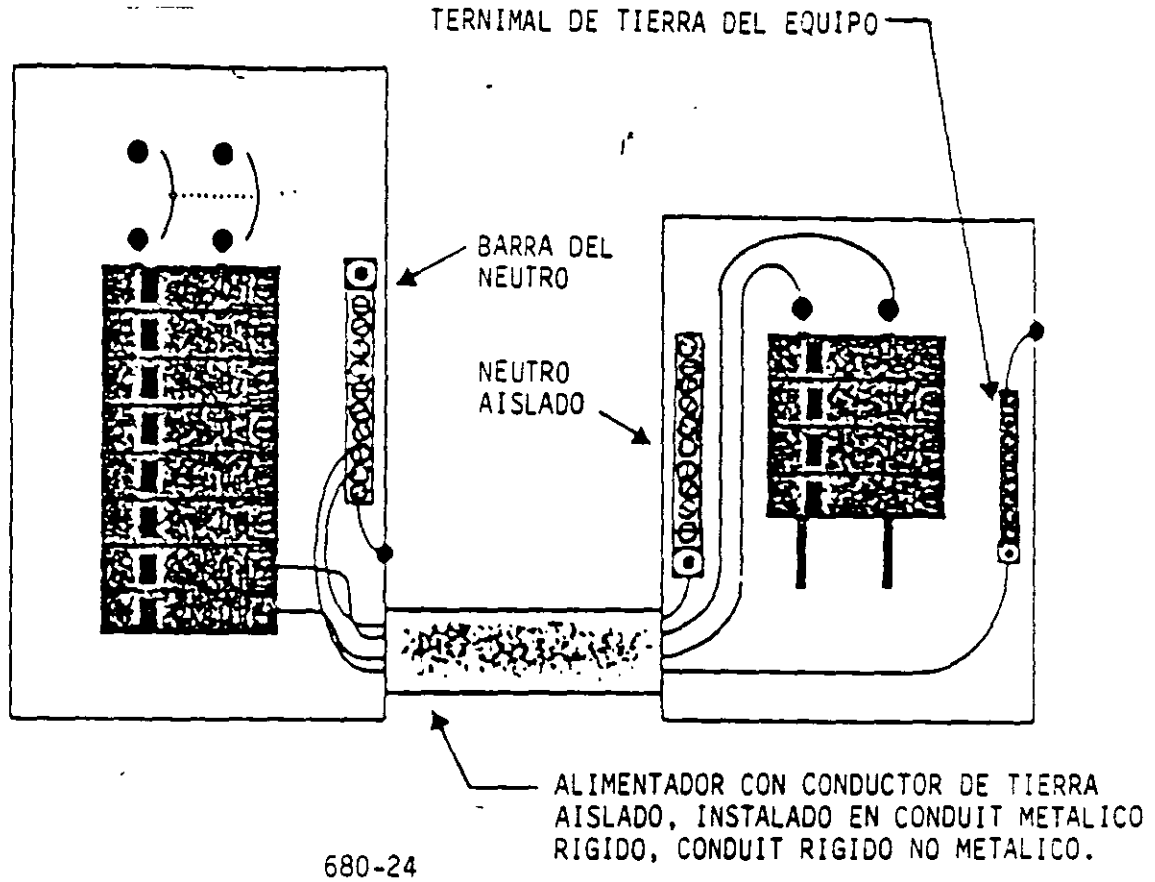 TERNIMAL DE TIERRA DEL EQUIPO
BARRA DEL
NEUTRO
NEUTRO
AISLADO
ALIMENTADOR CON CONDUCTOR DE TIERRA
AISLADO, INSTALADO EN CONDUIT METALICO
RIGIDO, CONDUIT RIGIDO NO METALICO.
680-24